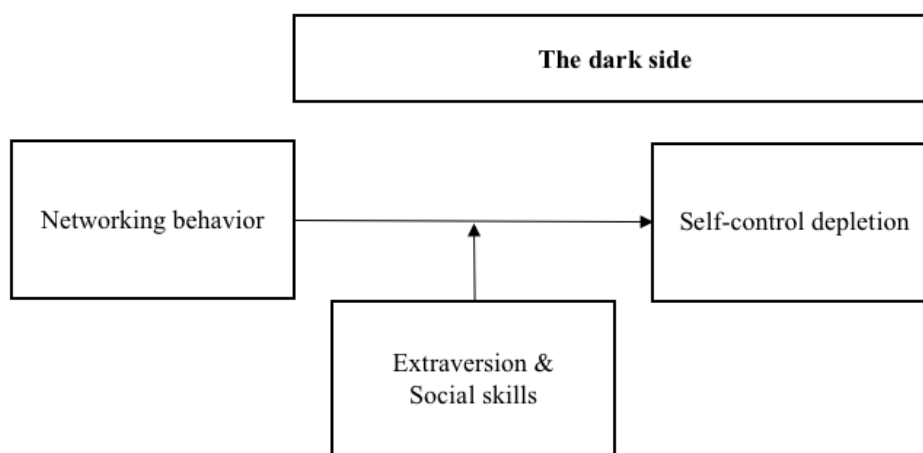 The dark side
Networking behavior
Self-control depletion
Extraversion &
Social skills